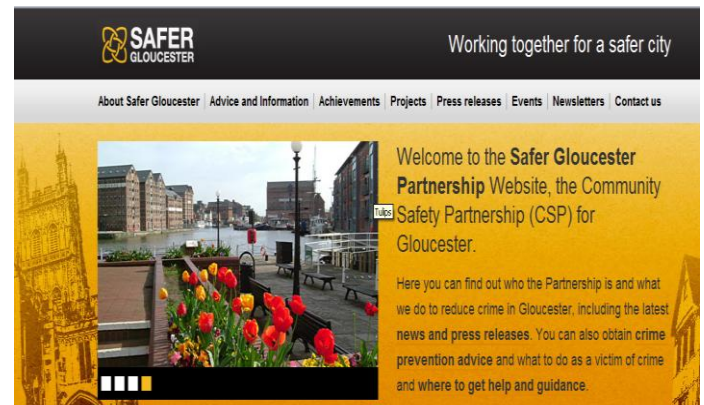 SAFER
GLOUCESTER
Working together for a safer city
About Safer Gloucester Advice and Information Achievements Projects Press releases Events Newsletters Contact us
Welcome to the Safer Gloucester
Partnership Website, the Community
Safety Partnership (CSP) for
Gloucester.
Tulips
Here you can find out who the Partnership is and what
we do to reduce crime in Gloucester, including the latest
news and press releases. You can also obtain crime
prevention advice and what to do as a victim of crime
and where to get help and guidance.